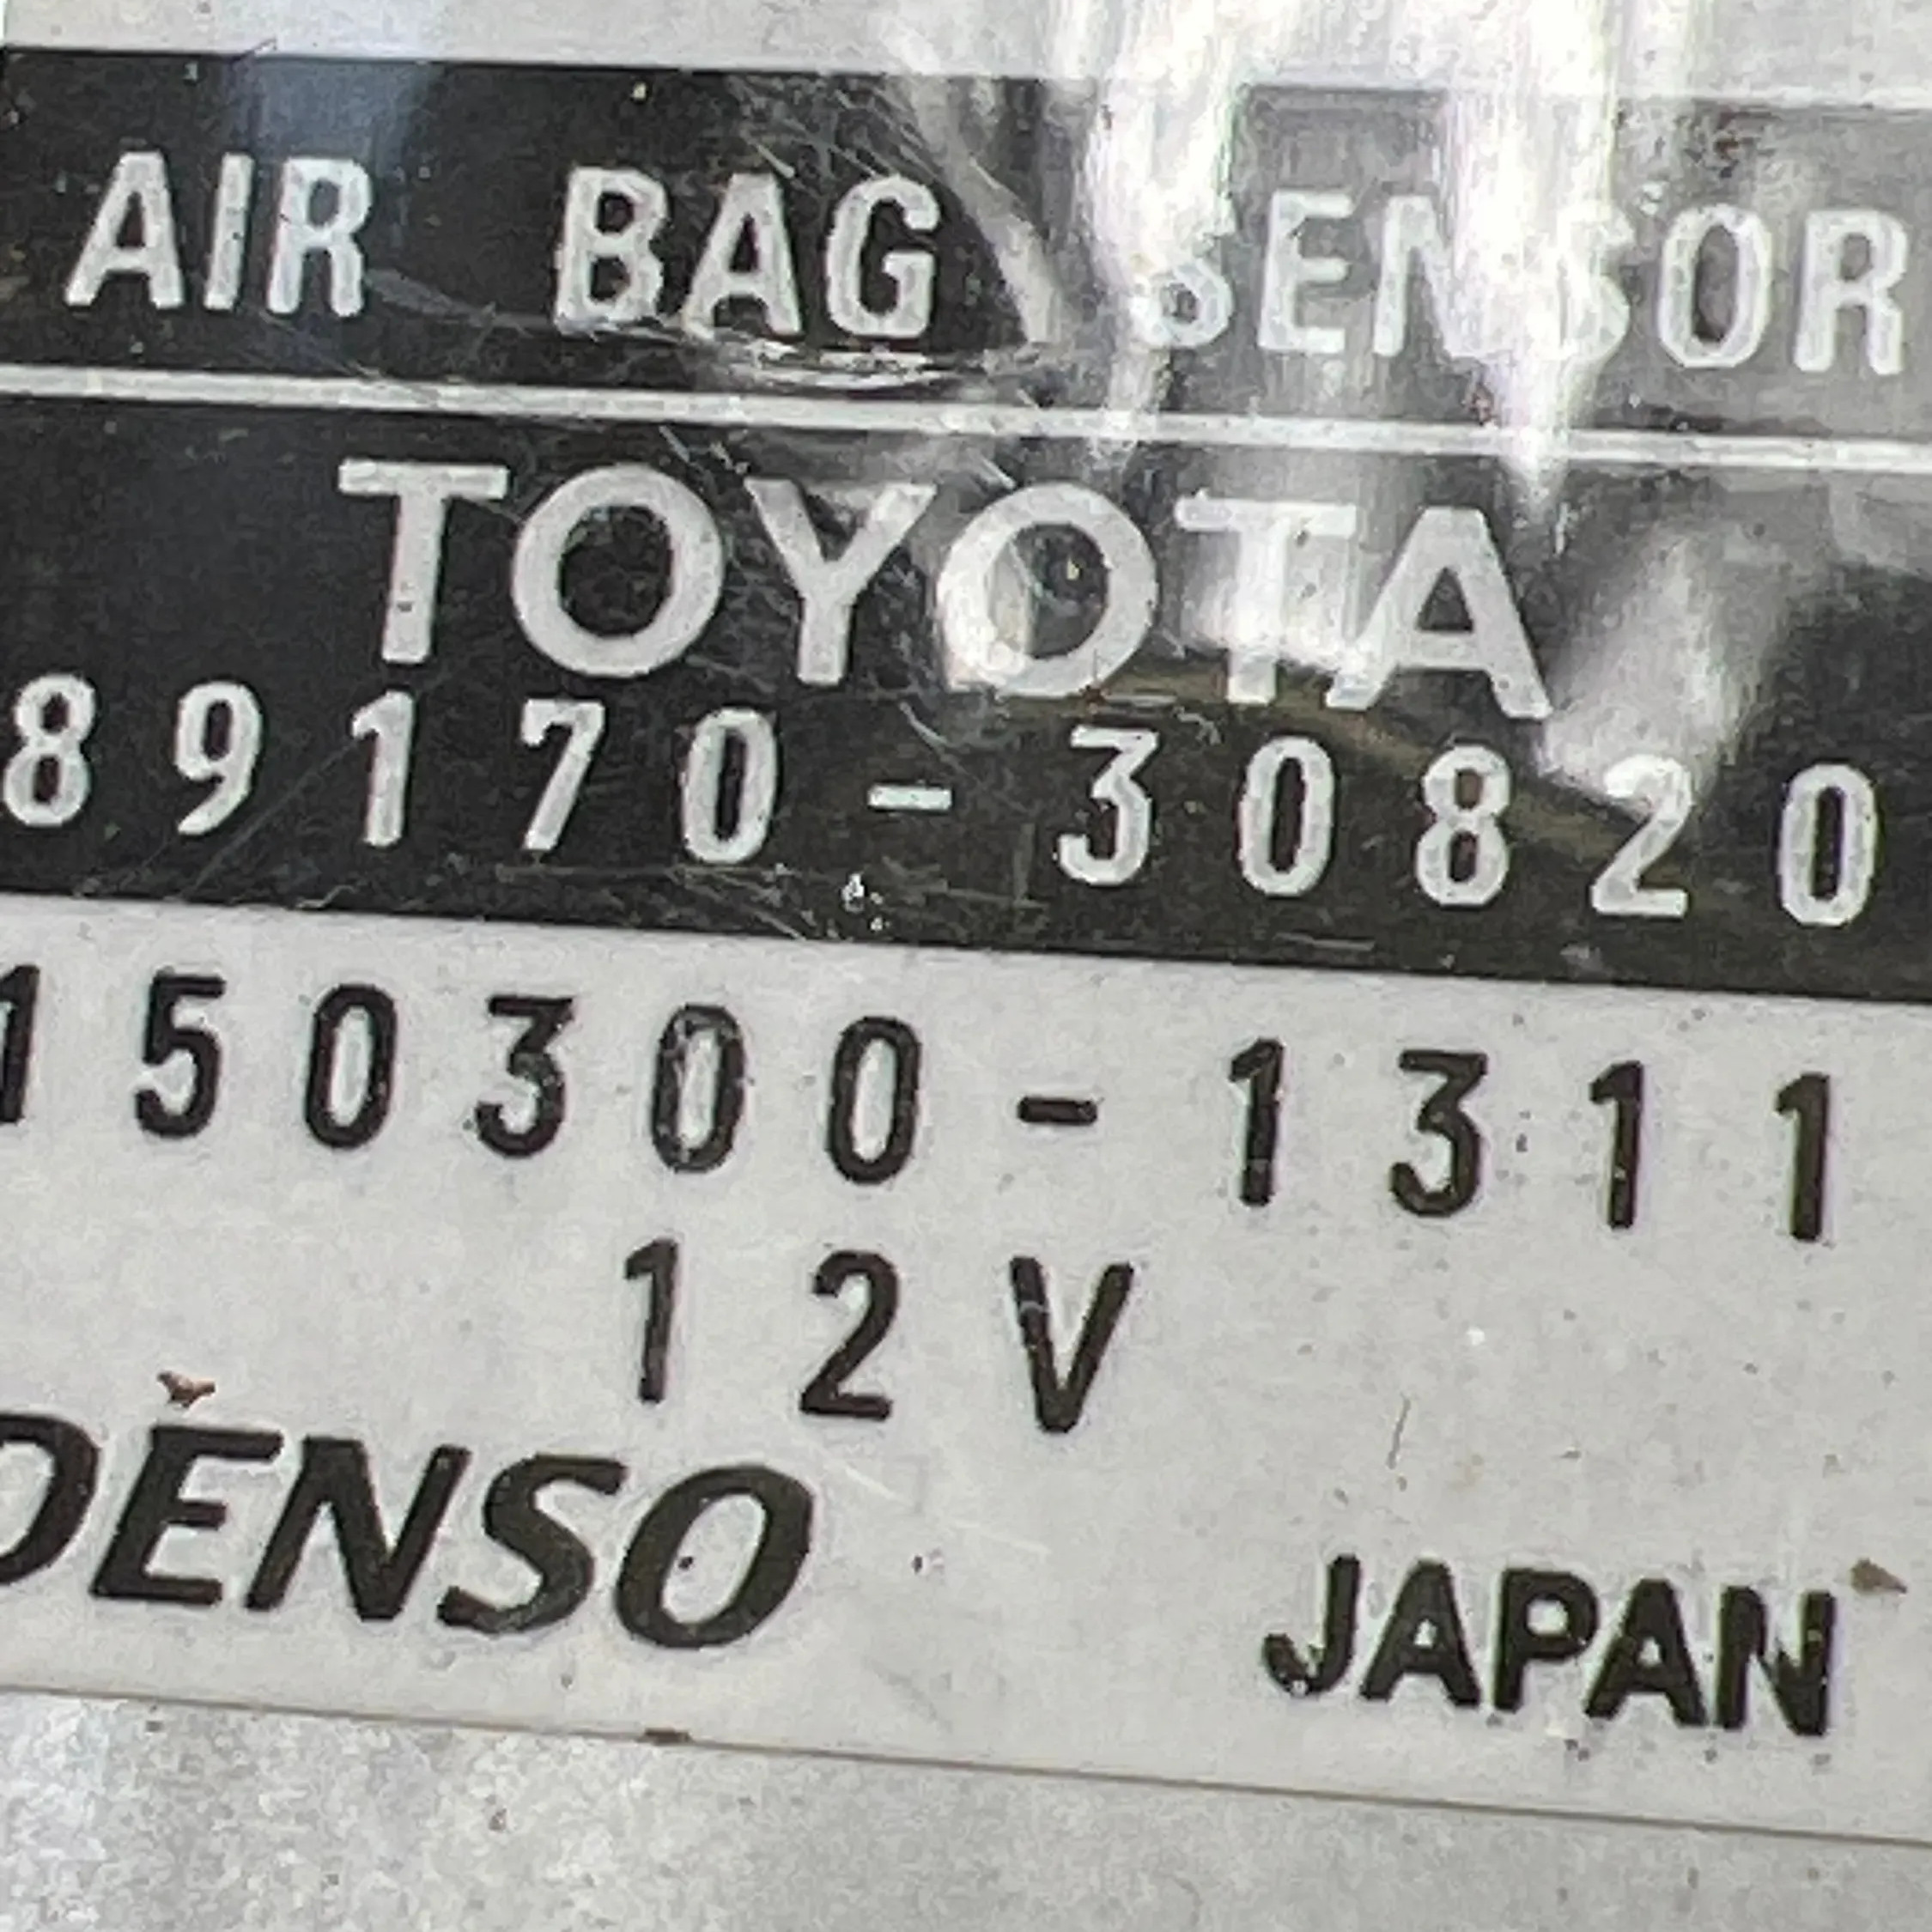 AIR BAG SENSOR
TOYOTA
89170-30820
150300-1311
12V
DENSO JAPAN